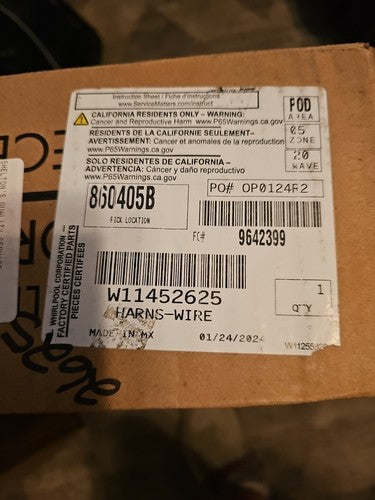 Instruction Sheet / Fiche d'instructions
www.ServiceMatters.com/instruct
CALIFORNIA RESIDENTS ONLY – WARNING:
Cancer and Reproductive Harm www.P65Warnings.ca.gov
RÉSIDENTS DE LA CALIFORNIE SEULEMENT–
AVERTISSEMENT: Cancer et anomalies de la reproduction
www.P65Warnings.ca.gov
SOLO RESIDENTES DE CALIFORNIA –
ADVERTENCIA: Cáncer y daño reproductivo
www.P65Warnings.ca.gov
POD
AREA
05
ZONE
20
WAVE
860405B
PICK LOCATION
PO# OP0124F2
FC#
9642399
WHIRLPOOL CORPORATION –
FACTORY CERTIFIED PARTS
PIECES CERTIFIEES
W11452625
HARNS-WIRE
1
QTY
MADE IN MX
01/24/2024
2625